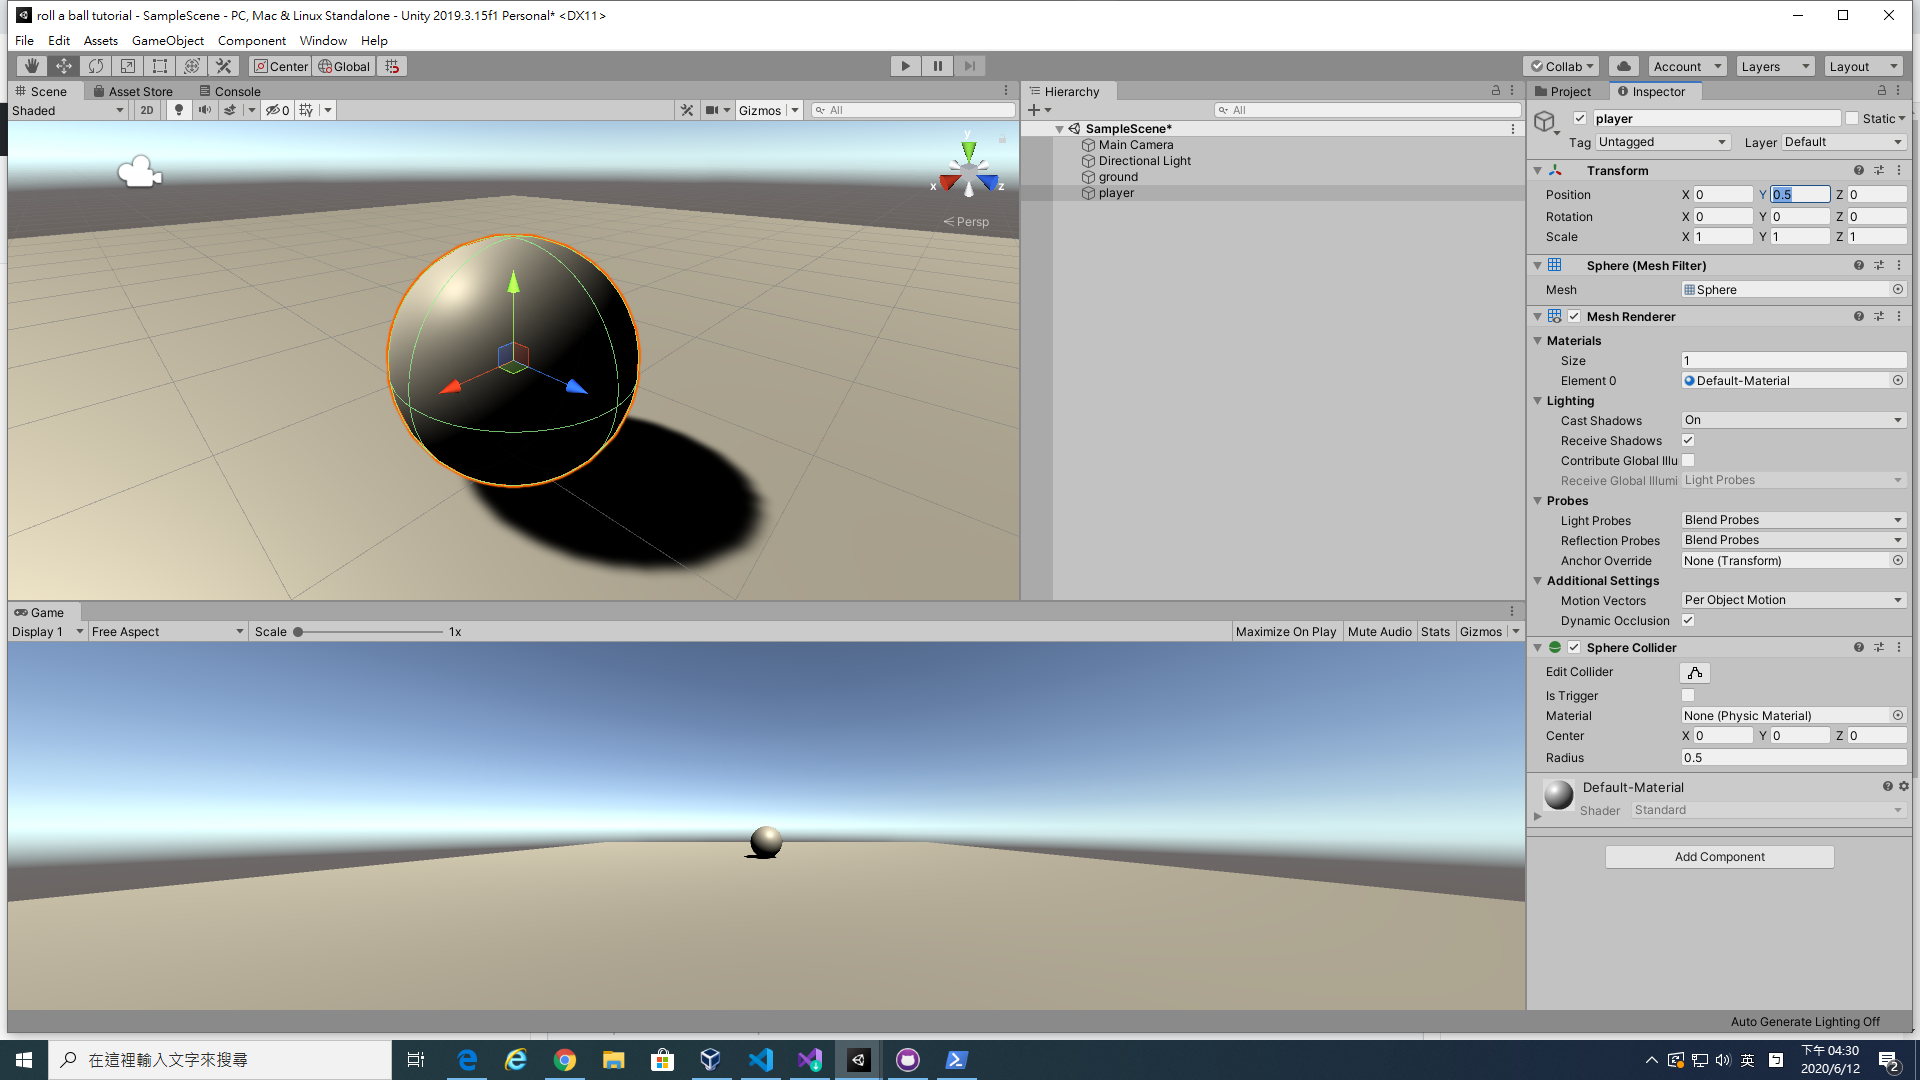 roll a ball tutorial - SampleScene - PC, Mac & Linux Standalone - Unity 2019.3.15f1 Personal* <DX11>
File Edit Assets GameObject Component Window Help
Center Global Collab Account Layers Layout
Scene Asset Store Console
Shaded 2D 0 Gizmos All
y
x
z
Persp
Hierarchy
All
SampleScene*
Main Camera
Directional Light
ground
player
Game
Display 1 Free Aspect Scale 1x Maximize On Play Mute Audio Stats Gizmos
Project Inspector
player Static
Tag Untagged Layer Default
Transform
Position X 0 Y 0.5 Z 0
Rotation X 0 Y 0 Z 0
Scale X 1 Y 1 Z 1
Sphere (Mesh Filter)
Mesh Sphere
Mesh Renderer
Materials
Size 1
Element 0 Default-Material
Lighting
Cast Shadows On
Receive Shadows
Contribute Global Illu
Receive Global Illumi Light Probes
Probes
Light Probes Blend Probes
Reflection Probes Blend Probes
Anchor Override None (Transform)
Additional Settings
Motion Vectors Per Object Motion
Dynamic Occlusion
Sphere Collider
Edit Collider
Is Trigger
Material None (Physic Material)
Center X 0 Y 0 Z 0
Radius 0.5
Default-Material
Shader Standard
Add Component
Auto Generate Lighting Off
在這裡輸入文字來搜尋
英
下午 04:30
2020/6/12
2